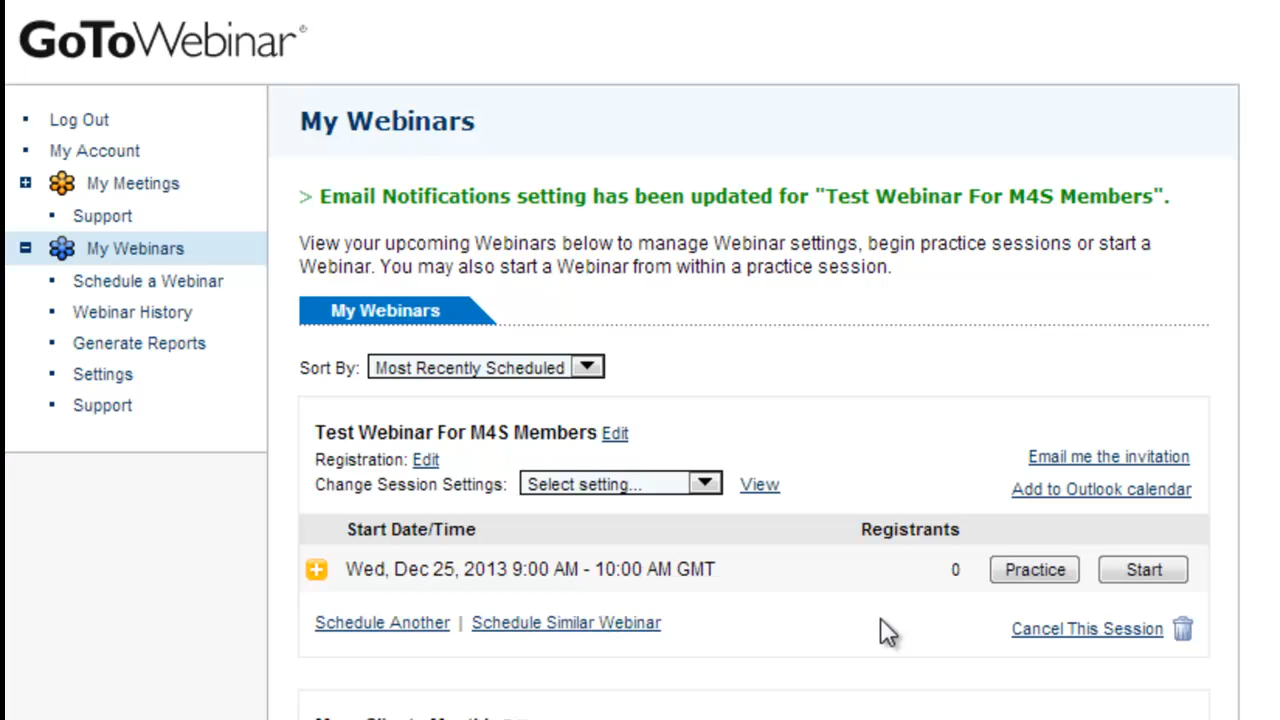 GoToWebinar®
Log Out
My Account
My Meetings
Support
My Webinars
Schedule a Webinar
Webinar History
Generate Reports
Settings
Support
My Webinars
> Email Notifications setting has been updated for "Test Webinar For M4S Members".
View your upcoming Webinars below to manage Webinar settings, begin practice sessions or start a
Webinar. You may also start a Webinar from within a practice session.
My Webinars
Sort By: Most Recently Scheduled
Test Webinar For M4S Members Edit
Registration: Edit
Change Session Settings: Select setting... View
Email me the invitation
Add to Outlook calendar
Start Date/Time Registrants
Wed, Dec 25, 2013 9:00 AM - 10:00 AM GMT 0 Practice Start
Schedule Another | Schedule Similar Webinar
Cancel This Session